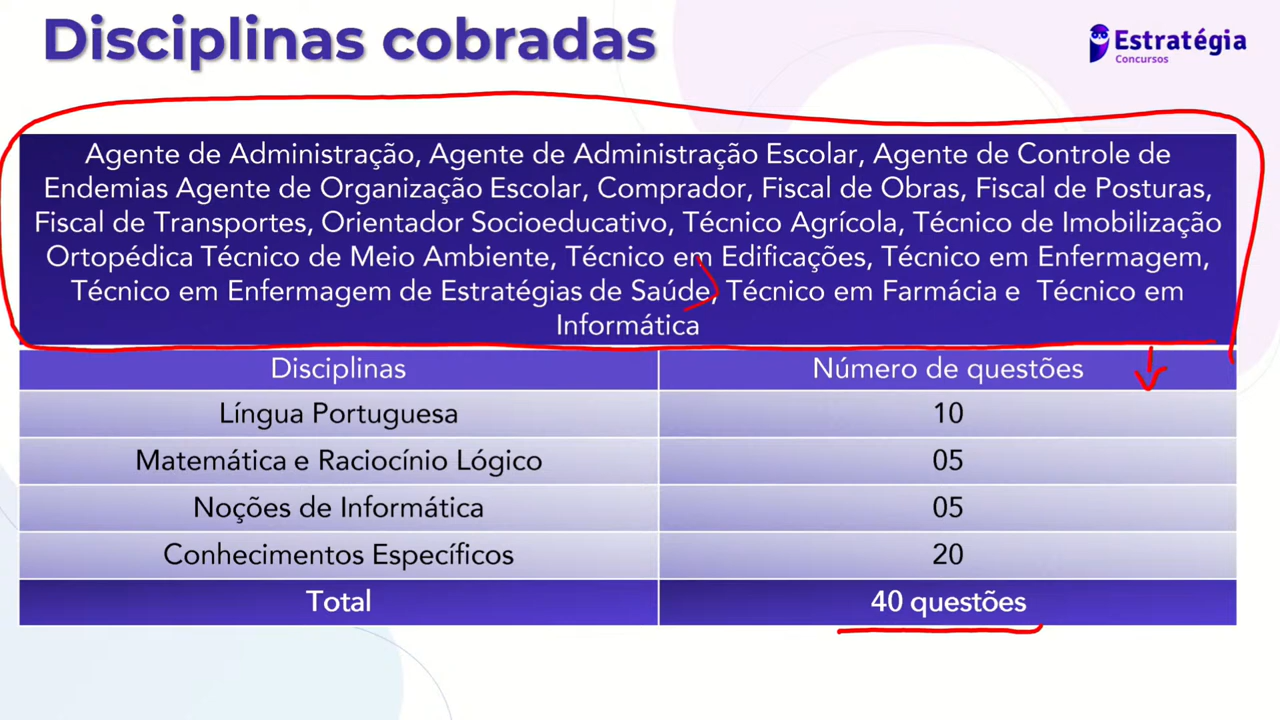 Disciplinas cobradas
Estratégia
Concursos
Agente de Administração, Agente de Administração Escolar, Agente de Controle de
Endemias Agente de Organização Escolar, Comprador, Fiscal de Obras, Fiscal de Posturas,
Fiscal de Transportes, Orientador Socioeducativo, Técnico Agrícola, Técnico de Imobilização
Ortopédica Técnico de Meio Ambiente, Técnico em Edificações, Técnico em Enfermagem,
Técnico em Enfermagem de Estratégias de Saúde, Técnico em Farmácia e Técnico em
Informática
Disciplinas Número de questões
Língua Portuguesa 10
Matemática e Raciocínio Lógico 05
Noções de Informática 05
Conhecimentos Específicos 20
Total 40 questões